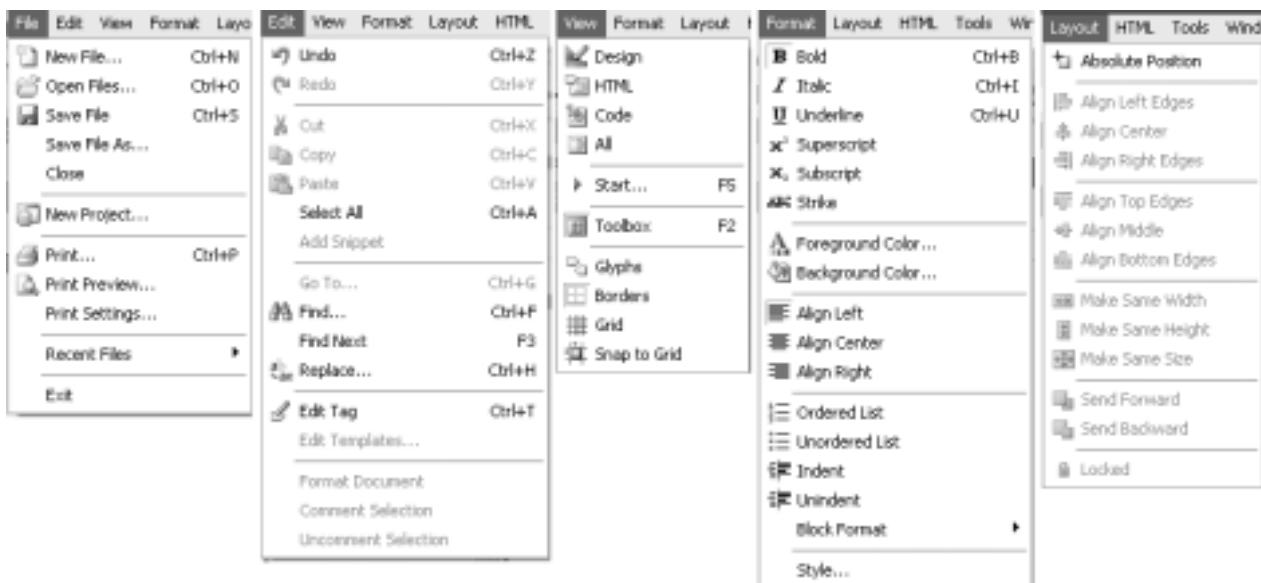 File Edit View Format Layo
New File... Ctrl+N
Open Files... Ctrl+O
Save File Ctrl+S
Save File As...
Close
New Project...
Print... Ctrl+P
Print Preview...
Print Settings...
Recent Files
Exit
Edit View Format Layout HTML
Undo Ctrl+Z
Redo Ctrl+Y
Cut Ctrl+X
Copy Ctrl+C
Paste Ctrl+V
Select All Ctrl+A
Add Snippet
Go To... Ctrl+G
Find... Ctrl+F
Find Next F3
Replace... Ctrl+H
Edit Tag Ctrl+T
Edit Templates...
Format Document
Comment Selection
Uncomment Selection
View Format Layout
Design
HTML
Code
All
Start... F5
Toolbox F2
Glyphs
Borders
Grid
Snap to Grid
Format Layout HTML Tools Wir
B Bold Ctrl+B
I Italic Ctrl+I
U Underline Ctrl+U
x² Superscript
x₂ Subscript
ABC Strike
Foreground Color...
Background Color...
Align Left
Align Center
Align Right
Ordered List
Unordered List
Indent
Unindent
Block Format
Style...
Layout HTML Tools Wind
Absolute Position
Align Left Edges
Align Center
Align Right Edges
Align Top Edges
Align Middle
Align Bottom Edges
Make Same Width
Make Same Height
Make Same Size
Send Forward
Send Backward
Locked